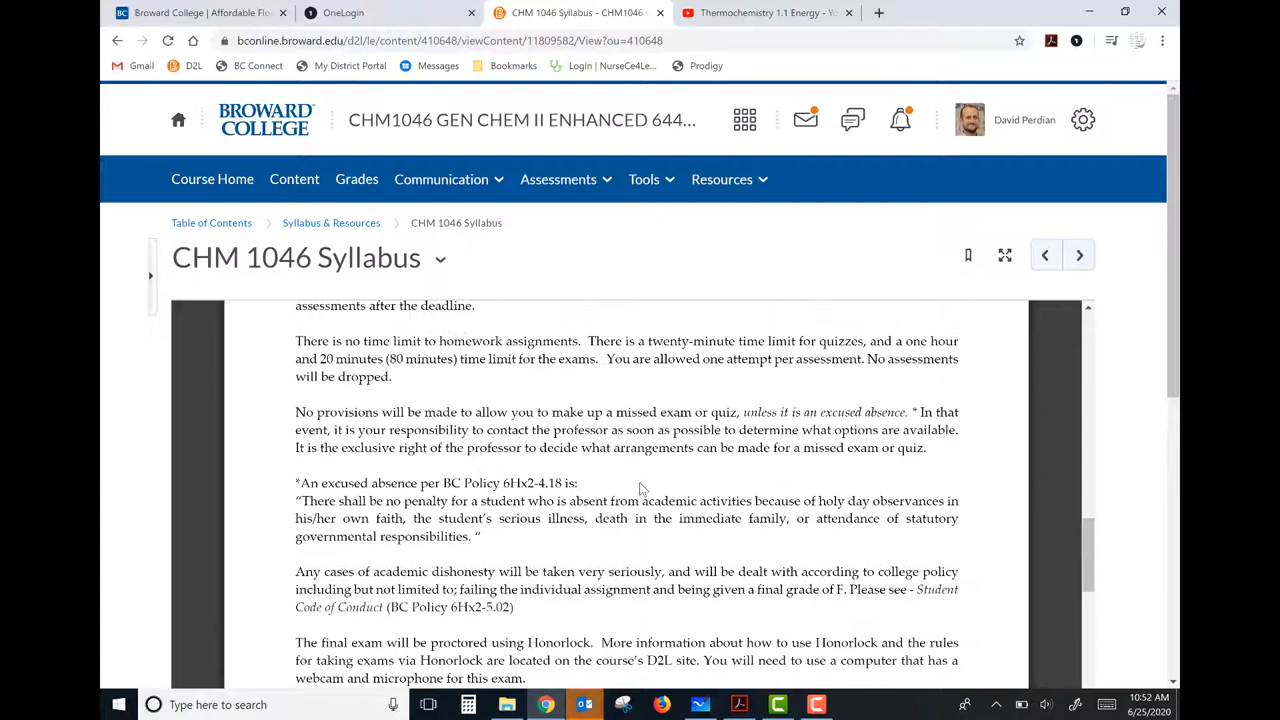 Broward College | Affordable Flo
OneLogin
CHM 1046 Syllabus - CHM1046 G
Thermochemistry 1.1 Energy - Yo
bconline.broward.edu/d2l/le/content/410648/viewContent/11809582/View?ou=410648
Gmail D2L BC Connect My District Portal Messages Bookmarks Login | NurseCe4Le... Prodigy
BROWARD
COLLEGE
CHM1046 GEN CHEM II ENHANCED 644...
David Perdian
Course Home Content Grades Communication Assessments Tools Resources
Table of Contents Syllabus & Resources CHM 1046 Syllabus
CHM 1046 Syllabus
assessments after the deadline.
There is no time limit to homework assignments. There is a twenty-minute time limit for quizzes, and a one hour
and 20 minutes (80 minutes) time limit for the exams. You are allowed one attempt per assessment. No assessments
will be dropped.
No provisions will be made to allow you to make up a missed exam or quiz, unless it is an excused absence. * In that
event, it is your responsibility to contact the professor as soon as possible to determine what options are available.
It is the exclusive right of the professor to decide what arrangements can be made for a missed exam or quiz.
*An excused absence per BC Policy 6Hx2-4.18 is:
“There shall be no penalty for a student who is absent from academic activities because of holy day observances in
his/her own faith, the student’s serious illness, death in the immediate family, or attendance of statutory
governmental responsibilities. “
Any cases of academic dishonesty will be taken very seriously, and will be dealt with according to college policy
including but not limited to; failing the individual assignment and being given a final grade of F. Please see - Student
Code of Conduct (BC Policy 6Hx2-5.02)
The final exam will be proctored using Honorlock. More information about how to use Honorlock and the rules
for taking exams via Honorlock are located on the course’s D2L site. You will need to use a computer that has a
webcam and microphone for this exam.
Type here to search
10:52 AM
6/25/2020